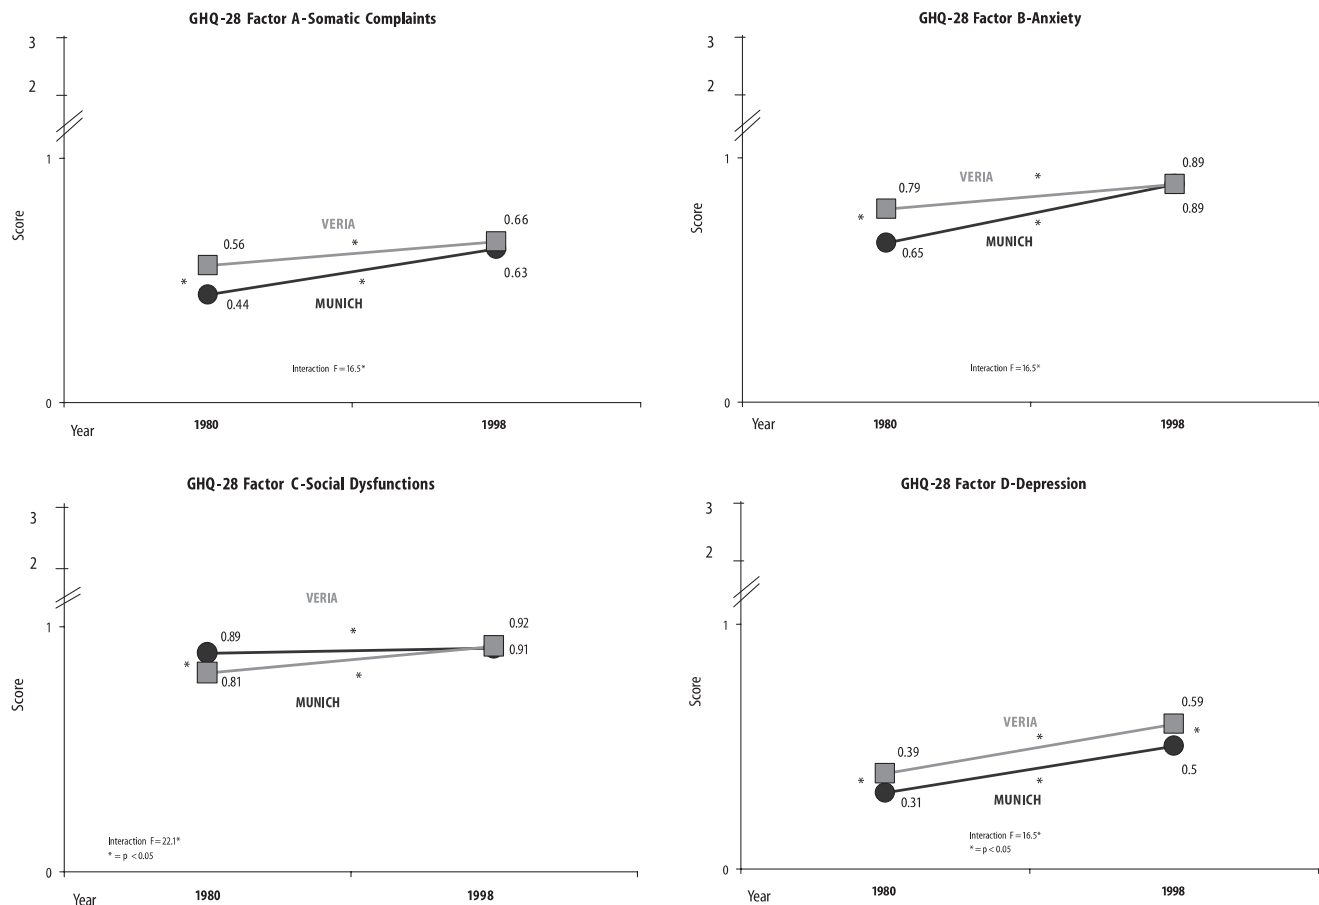 GHQ-28 Factor A-Somatic Complaints
3
2
1
0
Score
VERIA
0.56
0.66
*
*
*
0.44
0.63
MUNICH
Interaction F = 16.5*
Year
1980
1998
GHQ-28 Factor B-Anxiety
3
2
1
0
Score
VERIA
0.79
0.89
*
*
*
0.65
0.89
MUNICH
Interaction F = 16.5*
Year
1980
1998
GHQ-28 Factor C-Social Dysfunctions
3
2
1
0
Score
VERIA
0.89
0.92
*
*
*
0.81
0.91
MUNICH
Interaction F = 22.1*
* = p < 0.05
Year
1980
1998
GHQ-28 Factor D-Depression
3
2
1
0
Score
VERIA
0.39
0.59
*
*
*
*
0.31
0.5
MUNICH
Interaction F = 16.5*
* = p < 0.05
Year
1980
1998